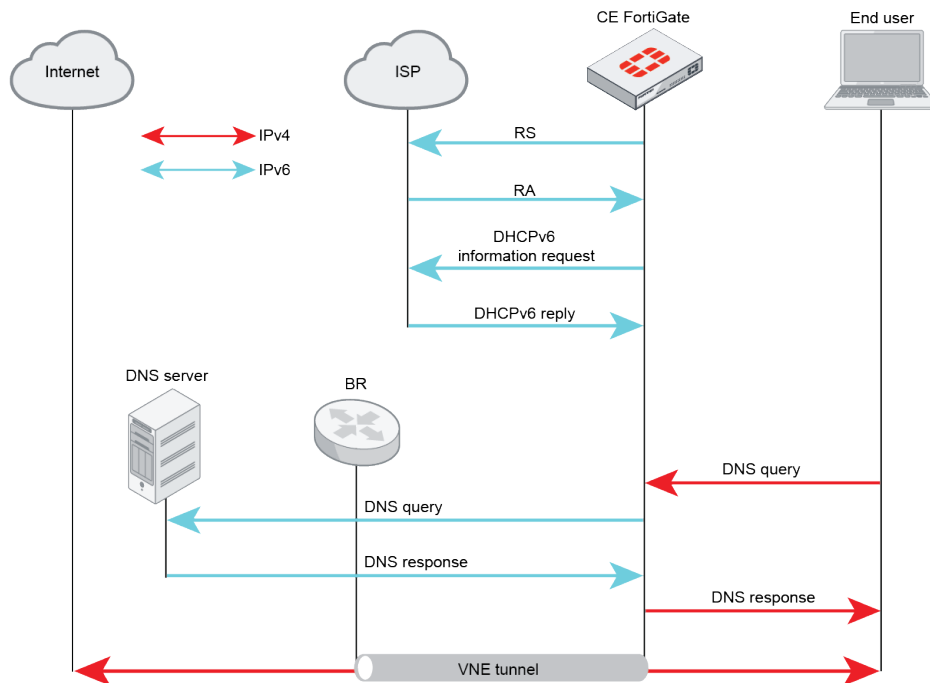 CE FortiGate
End user
Internet
ISP
IPv4
IPv6
RS
RA
DHCPv6
information request
DHCPv6 reply
DNS server
BR
DNS query
DNS query
DNS response
DNS response
VNE tunnel